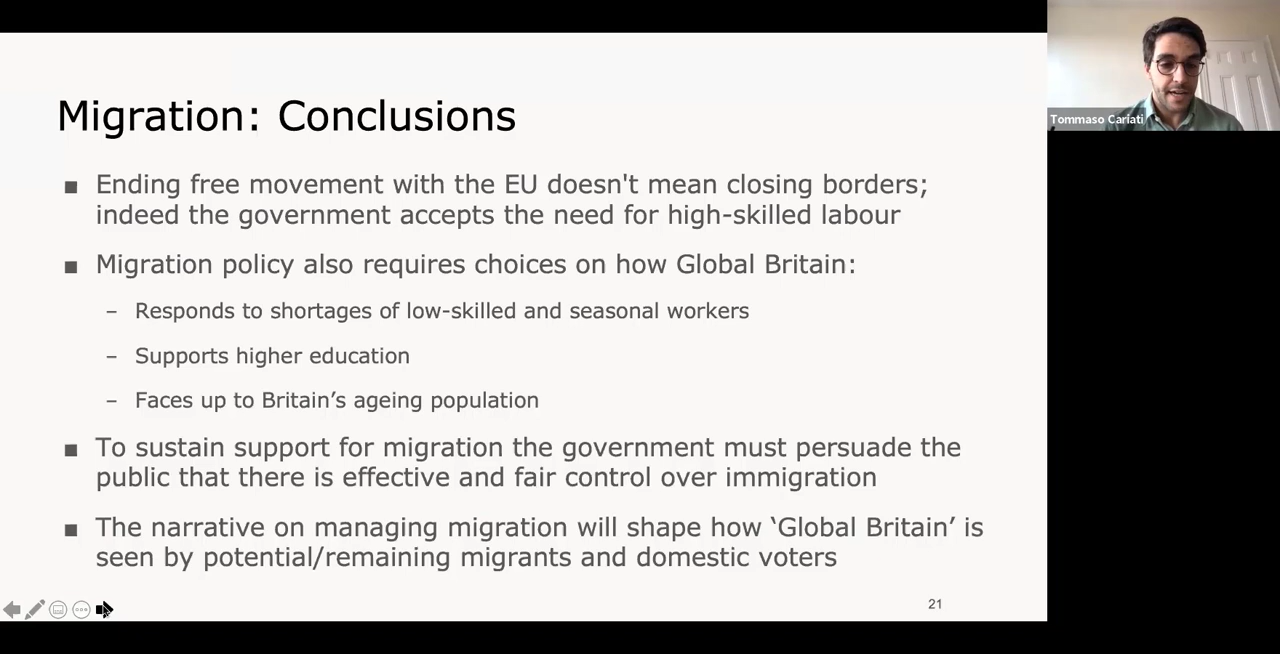 Migration: Conclusions
■ Ending free movement with the EU doesn't mean closing borders;
indeed the government accepts the need for high-skilled labour
■ Migration policy also requires choices on how Global Britain:
– Responds to shortages of low-skilled and seasonal workers
– Supports higher education
– Faces up to Britain’s ageing population
■ To sustain support for migration the government must persuade the
public that there is effective and fair control over immigration
■ The narrative on managing migration will shape how ‘Global Britain’ is
seen by potential/remaining migrants and domestic voters
21
Tommaso Cariati